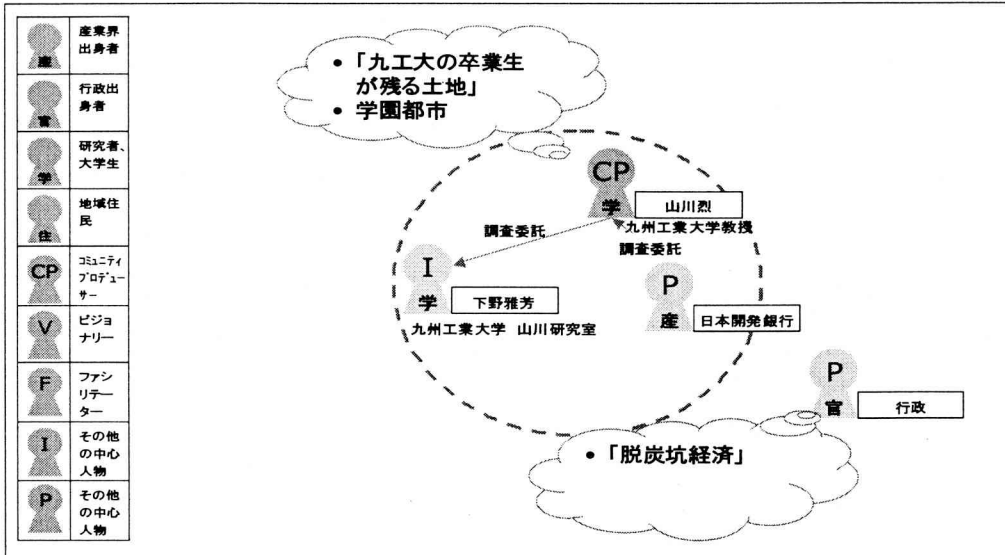 産
産業界
出身者
官
行政出
身者
学
研究者、
大学生
住
地域住
民
CP
コミュニティ
プロデュー
サー
V
ビジョ
ナリー
F
ファシ
リテー
ター
I
その他
の中心
人物
P
その他
の中心
人物
• 「九工大の卒業生
が残る土地」
• 学園都市
CP
学
山川烈
九州工業大学教授
調査委託
調査委託
I
学
下野雅芳
九州工業大学 山川研究室
P
産
日本開発銀行
P
官
行政
• 「脱炭坑経済」